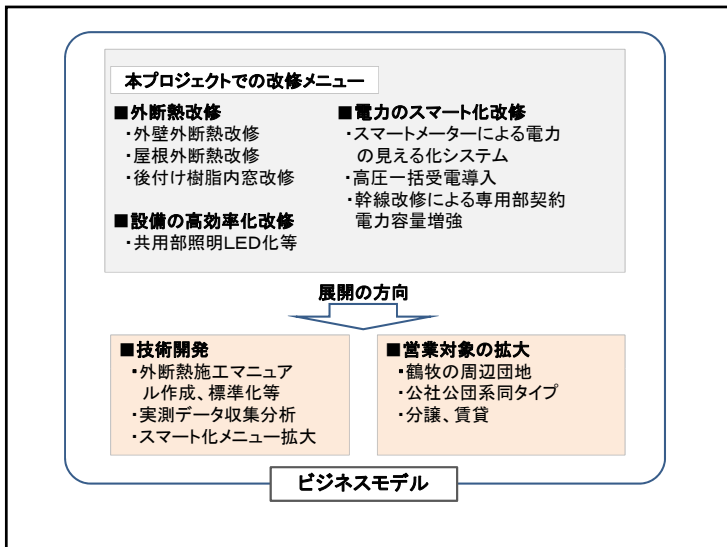 本プロジェクトでの改修メニュー
■外断熱改修
・外壁外断熱改修
・屋根外断熱改修
・後付け樹脂内窓改修
■設備の高効率化改修
・共用部照明LED化等
■電力のスマート化改修
・スマートメーターによる電力
の見える化システム
・高圧一括受電導入
・幹線改修による専用部契約
電力容量増強
展開の方向
■技術開発
・外断熱施工マニュア
ル作成、標準化等
・実測データ収集分析
・スマート化メニュー拡大
■営業対象の拡大
・鶴牧の周辺団地
・公社公団系同タイプ
・分譲、賃貸
ビジネスモデル